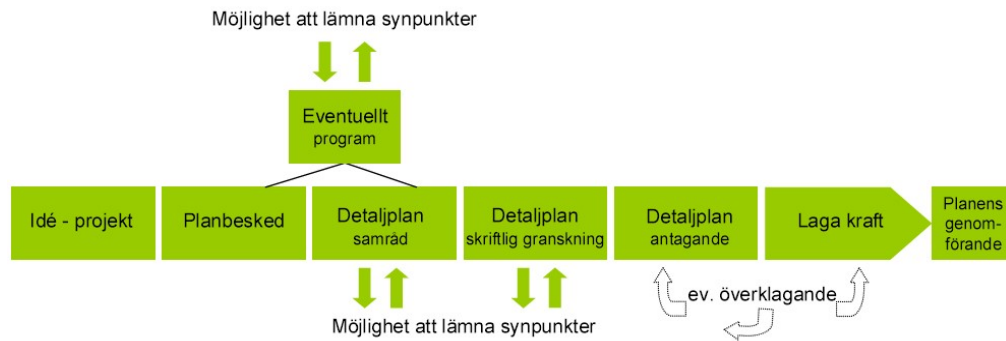 Möjlighet att lämna synpunkter
Eventuellt
program
Idé - projekt
Planbesked
Detaljplan
samråd
Detaljplan
skriftlig granskning
Detaljplan
antagande
Laga kraft
Planens
genom-
förande
ev. överklagande
Möjlighet att lämna synpunkter